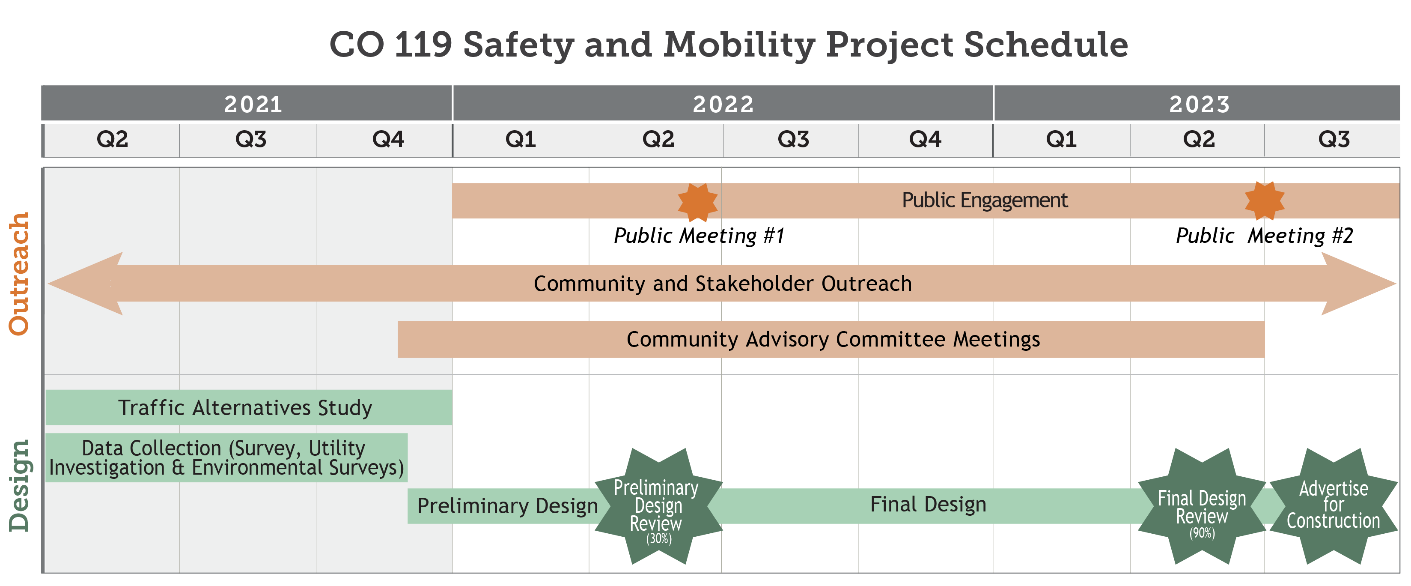 CO 119 Safety and Mobility Project Schedule
2021 2022 2023
Q2 Q3 Q4 Q1 Q2 Q3 Q4 Q1 Q2 Q3
Outreach
Public Engagement
Public Meeting #1 Public Meeting #2
Community and Stakeholder Outreach
Community Advisory Committee Meetings
Design
Traffic Alternatives Study
Data Collection (Survey, Utility
Investigation & Environmental Surveys)
Preliminary Design
Preliminary
Design
Review
(30%)
Final Design
Final Design
Review
(90%)
Advertise
for
Construction